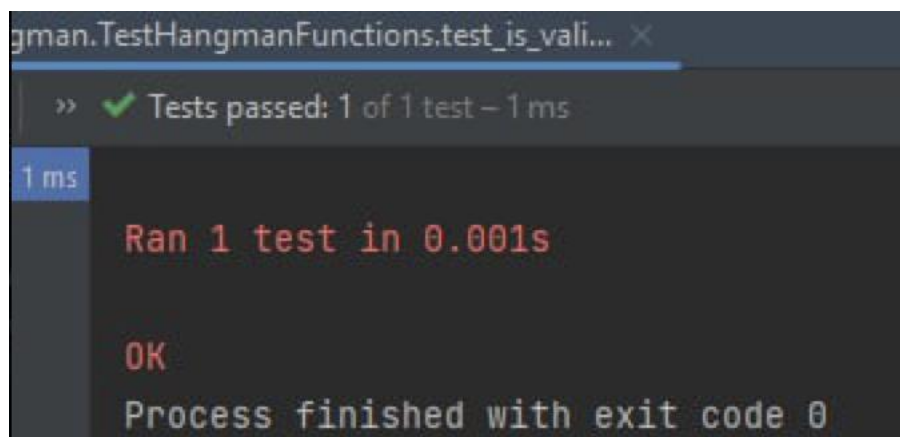 gman.TestHangmanFunctions.test_is_vali... ×
» ✔ Tests passed: 1 of 1 test – 1 ms
1 ms
Ran 1 test in 0.001s
OK
Process finished with exit code 0